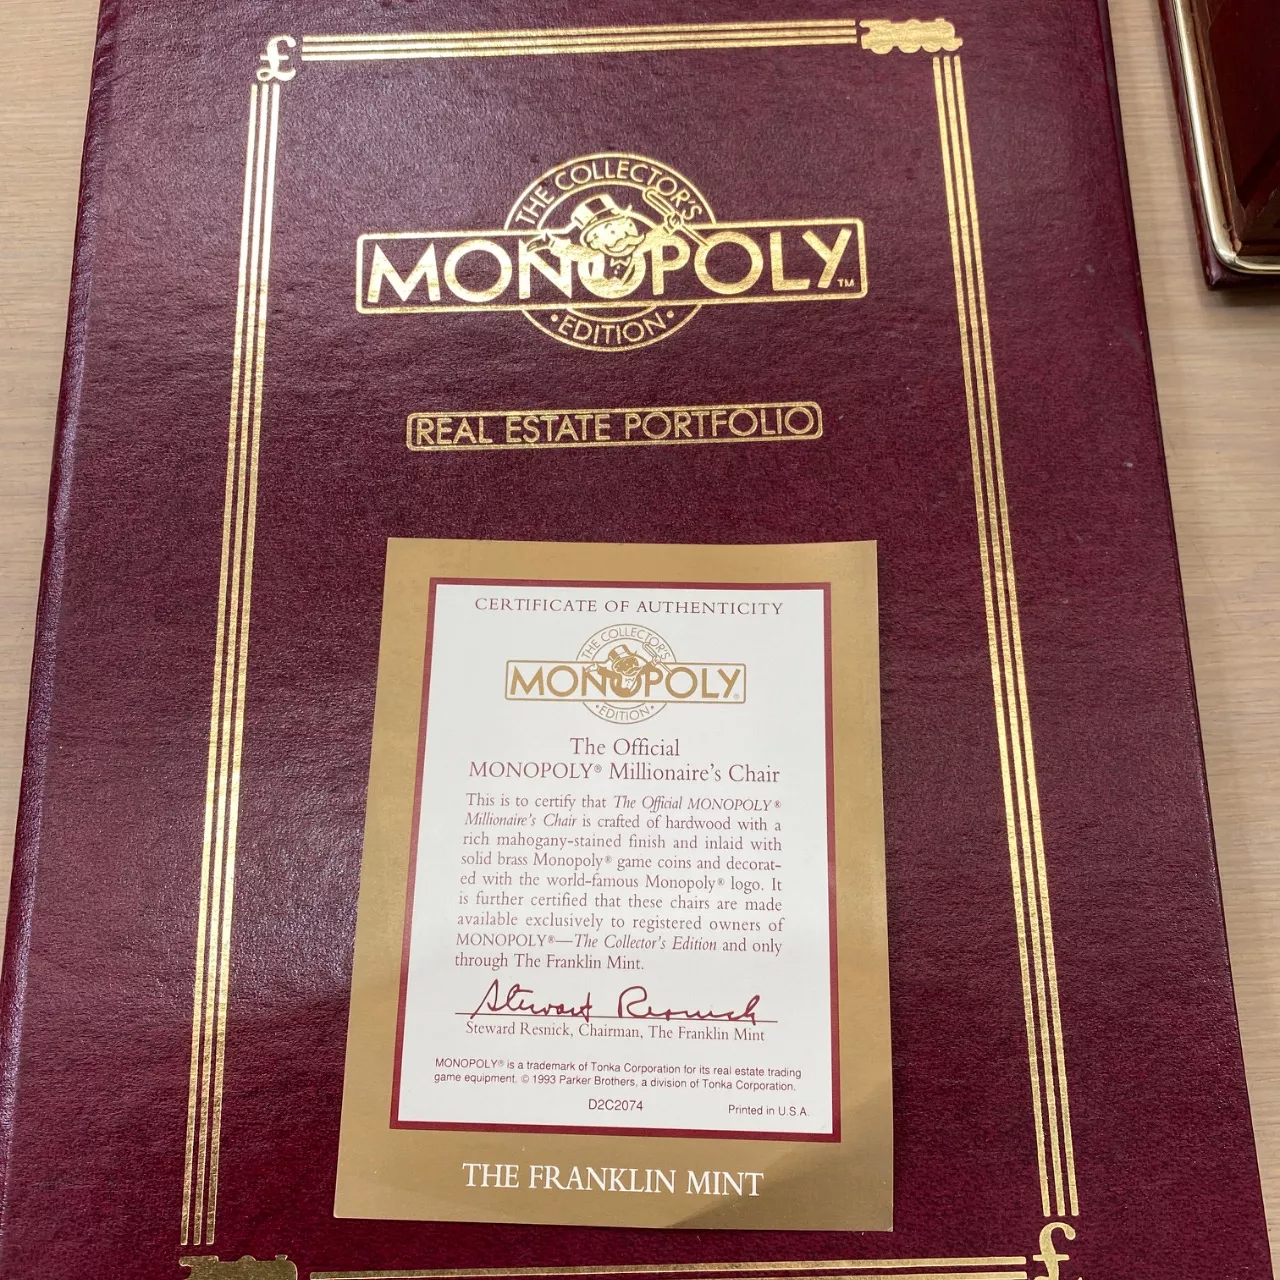 £
THE COLLECTOR'S
MONOPOLY™
• EDITION •
REAL ESTATE PORTFOLIO
CERTIFICATE OF AUTHENTICITY
THE COLLECTOR'S
MONOPOLY®
• EDITION •
The Official
MONOPOLY® Millionaire's Chair
This is to certify that The Official MONOPOLY®
Millionaire's Chair is crafted of hardwood with a
rich mahogany-stained finish and inlaid with
solid brass Monopoly® game coins and decorat-
ed with the world-famous Monopoly® logo. It
is further certified that these chairs are made
available exclusively to registered owners of
MONOPOLY®—The Collector's Edition and only
through The Franklin Mint.
Stewart Resnick
Steward Resnick, Chairman, The Franklin Mint
MONOPOLY® is a trademark of Tonka Corporation for its real estate trading
game equipment. © 1993 Parker Brothers, a division of Tonka Corporation.
D2C2074
Printed in U.S.A.
THE FRANKLIN MINT
£